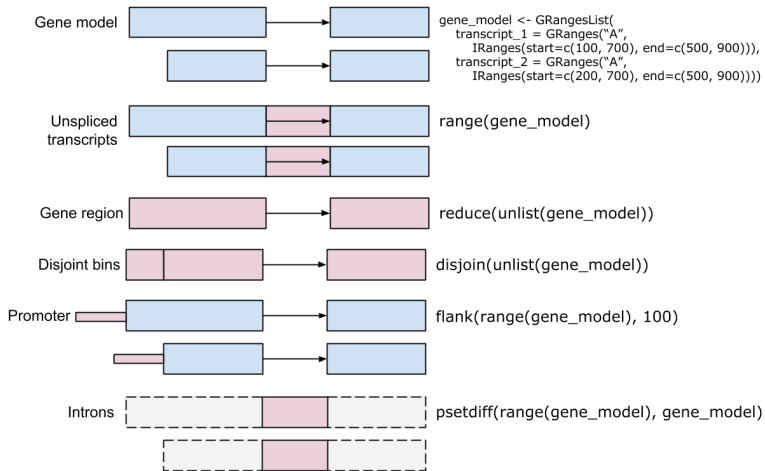 Gene model
gene_model <- GRangesList(
transcript_1 = GRanges(“A”,
IRanges(start=c(100, 700), end=c(500, 900))),
transcript_2 = GRanges(“A”,
IRanges(start=c(200, 700), end=c(500, 900))))
Unspliced
transcripts
range(gene_model)
Gene region
reduce(unlist(gene_model))
Disjoint bins
disjoin(unlist(gene_model))
Promoter
flank(range(gene_model), 100)
Introns
psetdiff(range(gene_model), gene_model)